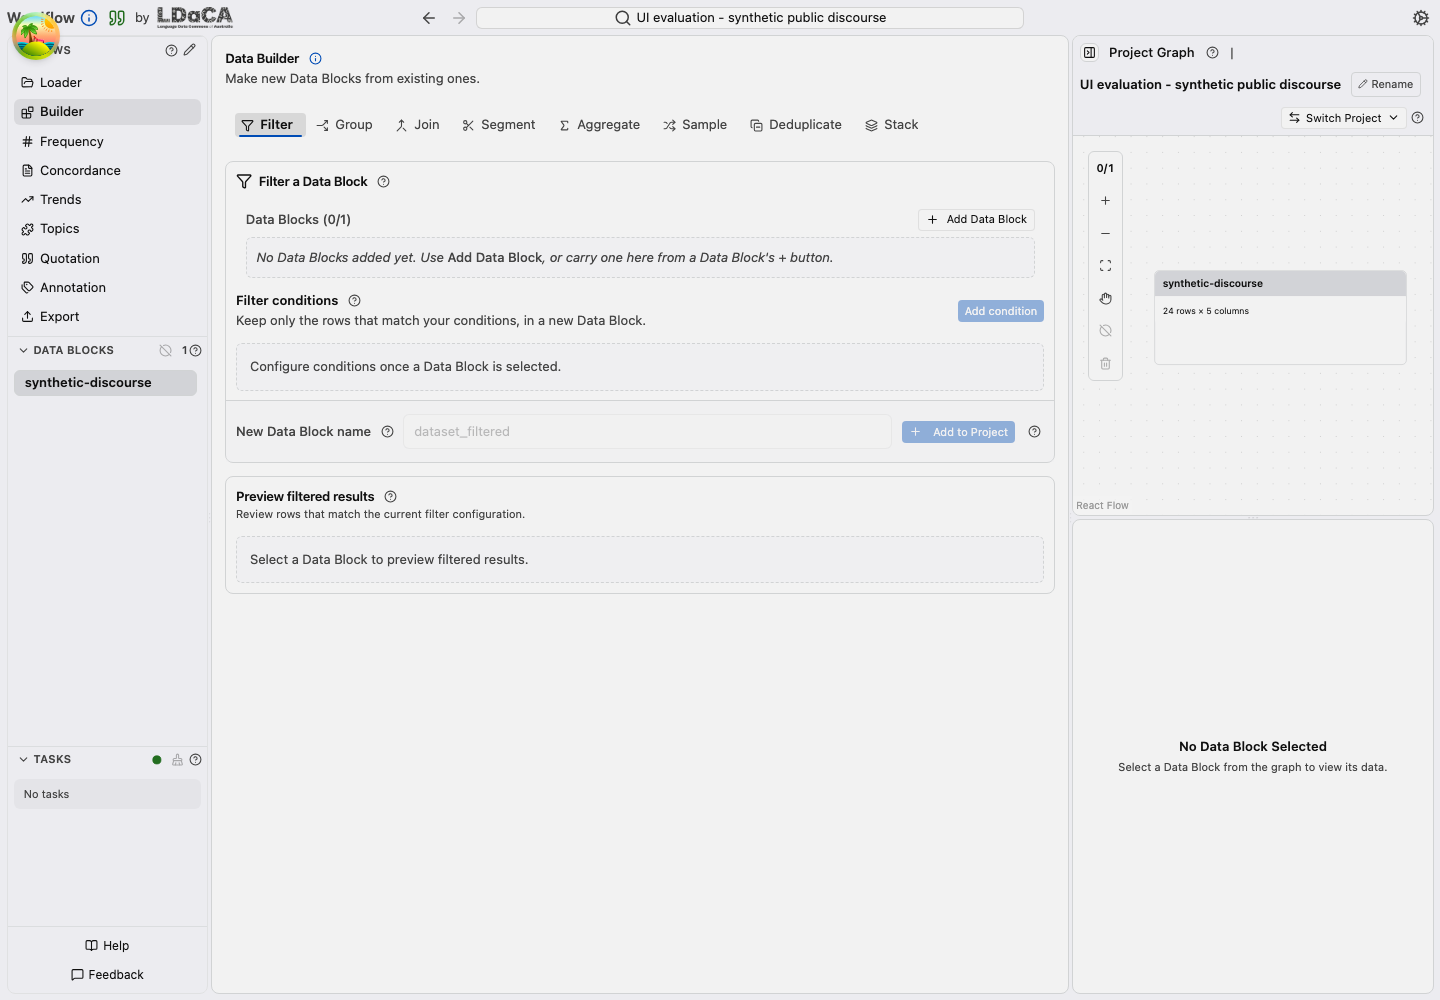 by LDaCA
Language Data Commons of Australia
UI evaluation - synthetic public discourse
Loader
Builder
Frequency
Concordance
Trends
Topics
Quotation
Annotation
Export
DATA BLOCKS
1
synthetic-discourse
TASKS
No tasks
Help
Feedback
Data Builder
Make new Data Blocks from existing ones.
Filter Group Join Segment Aggregate Sample Deduplicate Stack
Filter a Data Block
Data Blocks (0/1)
+ Add Data Block
No Data Blocks added yet. Use Add Data Block, or carry one here from a Data Block's + button.
Filter conditions
Keep only the rows that match your conditions, in a new Data Block.
Add condition
Configure conditions once a Data Block is selected.
New Data Block name
dataset_filtered
+ Add to Project
Preview filtered results
Review rows that match the current filter configuration.
Select a Data Block to preview filtered results.
Project Graph |
UI evaluation - synthetic public discourse
Rename
Switch Project
0/1
synthetic-discourse
24 rows × 5 columns
React Flow
No Data Block Selected
Select a Data Block from the graph to view its data.